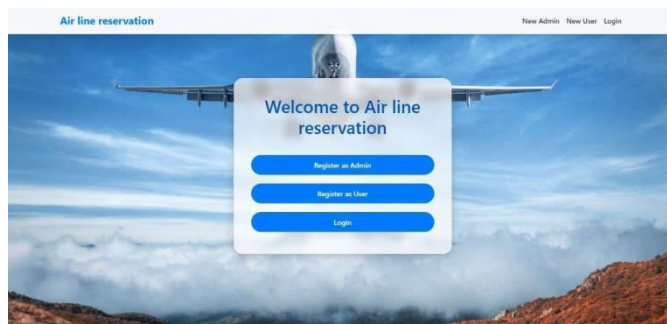 Air line reservation
New Admin New User Login
Welcome to Air line
reservation
Register as Admin
Register as User
Login